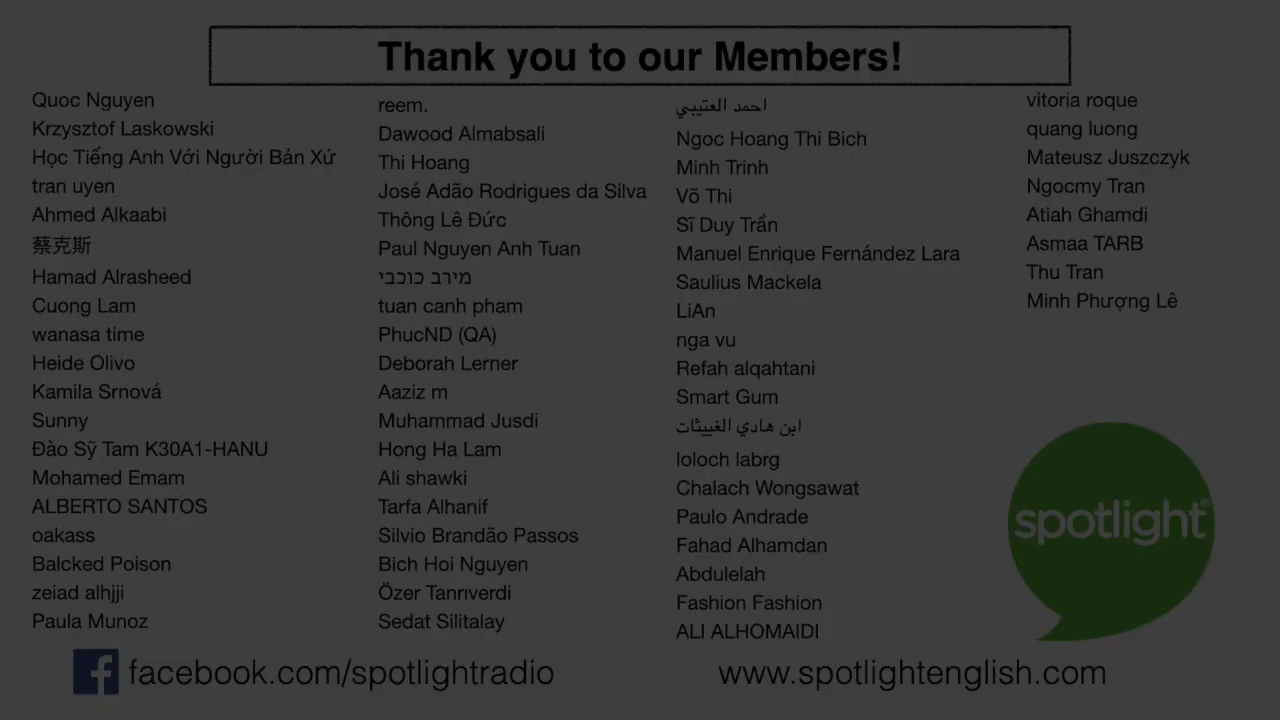 Thank you to our Members!
Quoc Nguyen
Krzysztof Laskowski
Học Tiếng Anh Với Người Bản Xứ
tran uyen
Ahmed Alkaabi
蔡克斯
Hamad Alrasheed
Cuong Lam
wanasa time
Heide Olivo
Kamila Srnová
Sunny
Đào Sỹ Tam K30A1-HANU
Mohamed Emam
ALBERTO SANTOS
oakass
Balcked Poison
zeiad alhjji
Paula Munoz
reem.
Dawood Almabsali
Thi Hoang
José Adão Rodrigues da Silva
Thông Lê Đức
Paul Nguyen Anh Tuan
מירב כוכבי
tuan canh pham
PhucND (QA)
Deborah Lerner
Aaziz m
Muhammad Jusdi
Hong Ha Lam
Ali shawki
Tarfa Alhanif
Silvio Brandão Passos
Bich Hoi Nguyen
Özer Tanrıverdi
Sedat Silitalay
احمد العتيبي
Ngoc Hoang Thi Bich
Minh Trinh
Võ Thi
Sĩ Duy Trần
Manuel Enrique Fernández Lara
Saulius Mackela
LiAn
nga vu
Refah alqahtani
Smart Gum
ابن هادي الغييثات
loloch labrg
Chalach Wongsawat
Paulo Andrade
Fahad Alhamdan
Abdulelah
Fashion Fashion
ALI ALHOMAIDI
vitoria roque
quang luong
Mateusz Juszczyk
Ngocmy Tran
Atiah Ghamdi
Asmaa TARB
Thu Tran
Minh Phượng Lê
spotlight®
facebook.com/spotlightradio
www.spotlightenglish.com